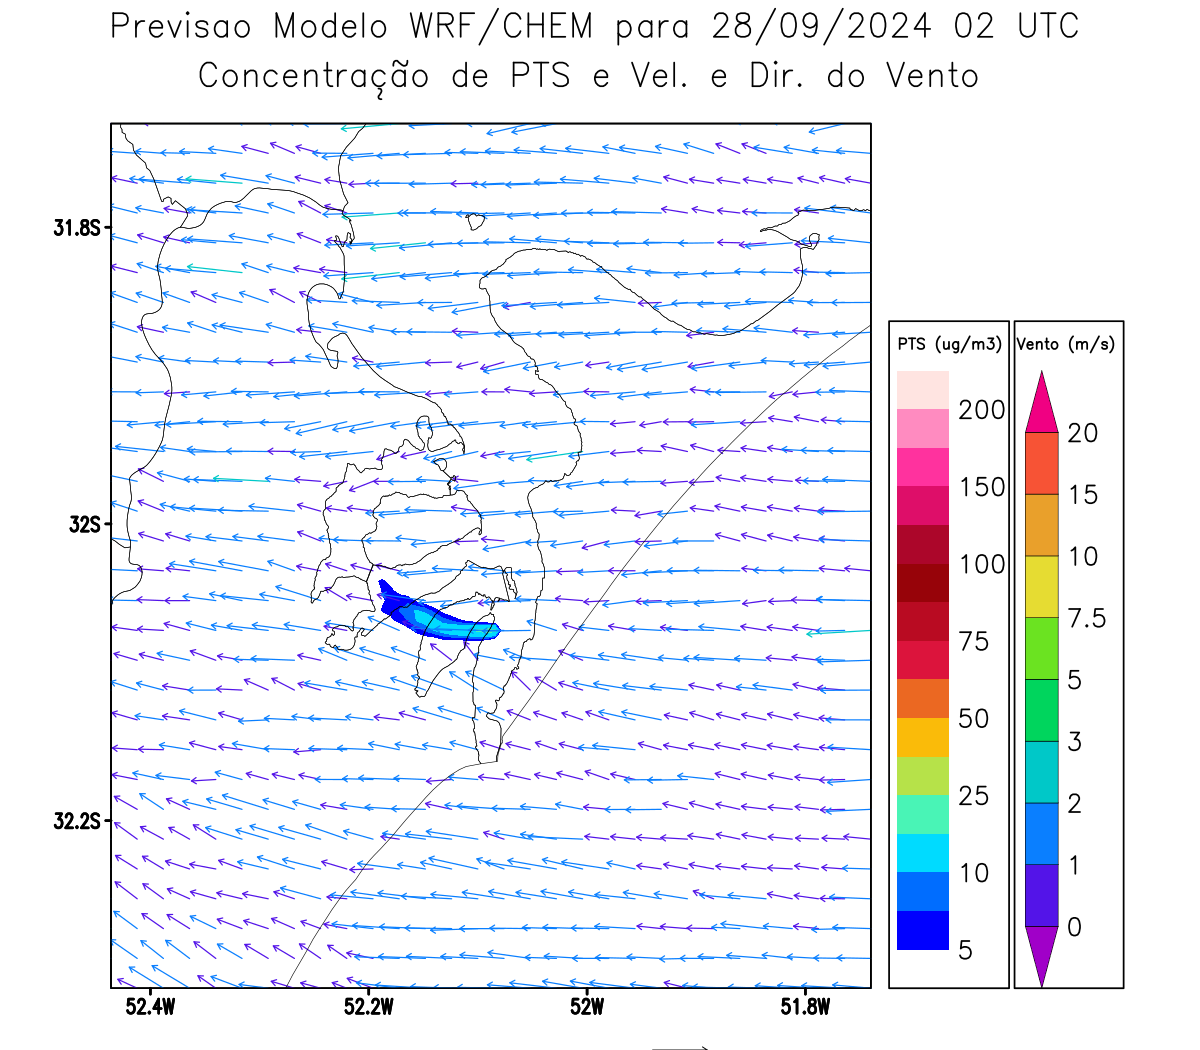 Previsao Modelo WRF/CHEM para 28/09/2024 02 UTC
Concentração de PTS e Vel. e Dir. do Vento
31.8S
32S
32.2S
52.4W 52.2W 52W 51.8W
PTS (ug/m3)
200
150
100
75
50
25
10
5
Vento (m/s)
20
15
10
7.5
5
3
2
1
0